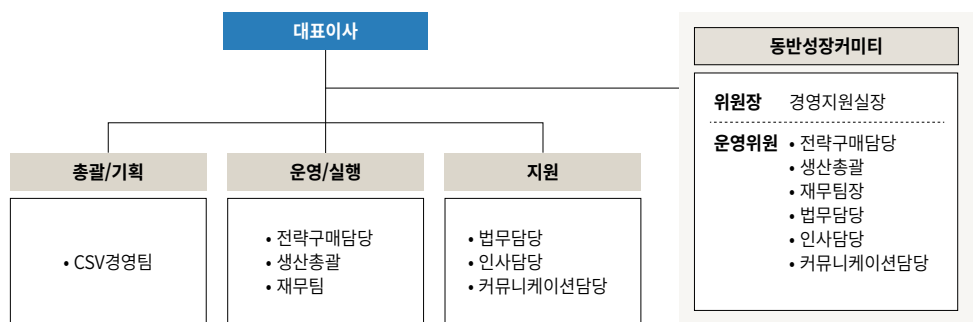 대표이사
총괄/기획
• CSV경영팀
운영/실행
• 전략구매담당
• 생산총괄
• 재무팀
지원
• 법무담당
• 인사담당
• 커뮤니케이션담당
동반성장커미티
위원장 경영지원실장
운영위원 • 전략구매담당
• 생산총괄
• 재무팀장
• 법무담당
• 인사담당
• 커뮤니케이션담당